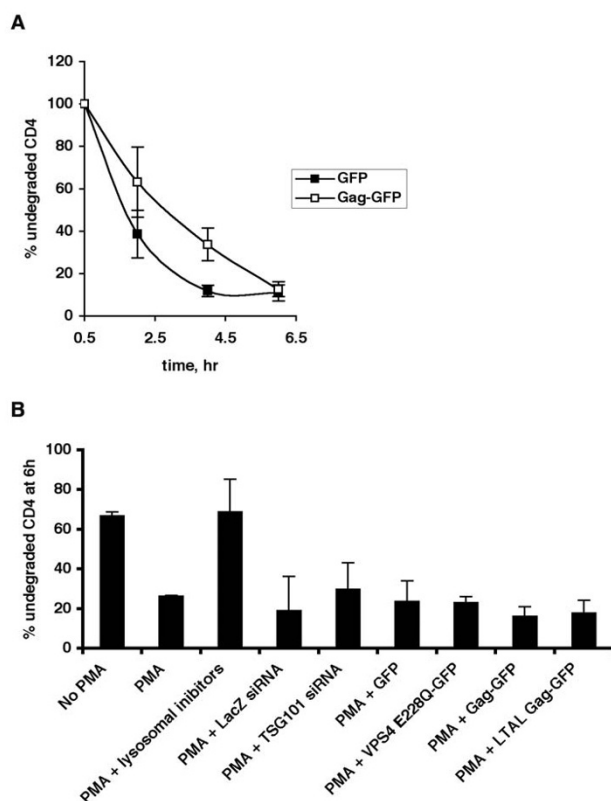 A
120
100
80
60
40
20
0
% undegraded CD4
0.5 2.5 4.5 6.5
time, hr
GFP
Gag-GFP
B
100
80
60
40
20
0
% undegraded CD4 at 6h
No PMA
PMA
PMA + lysosomal inibitors
PMA + LacZ siRNA
PMA + TSG101 siRNA
PMA + GFP
PMA + VPS4 E228Q-GFP
PMA + Gag-GFP
PMA + LTAL Gag-GFP